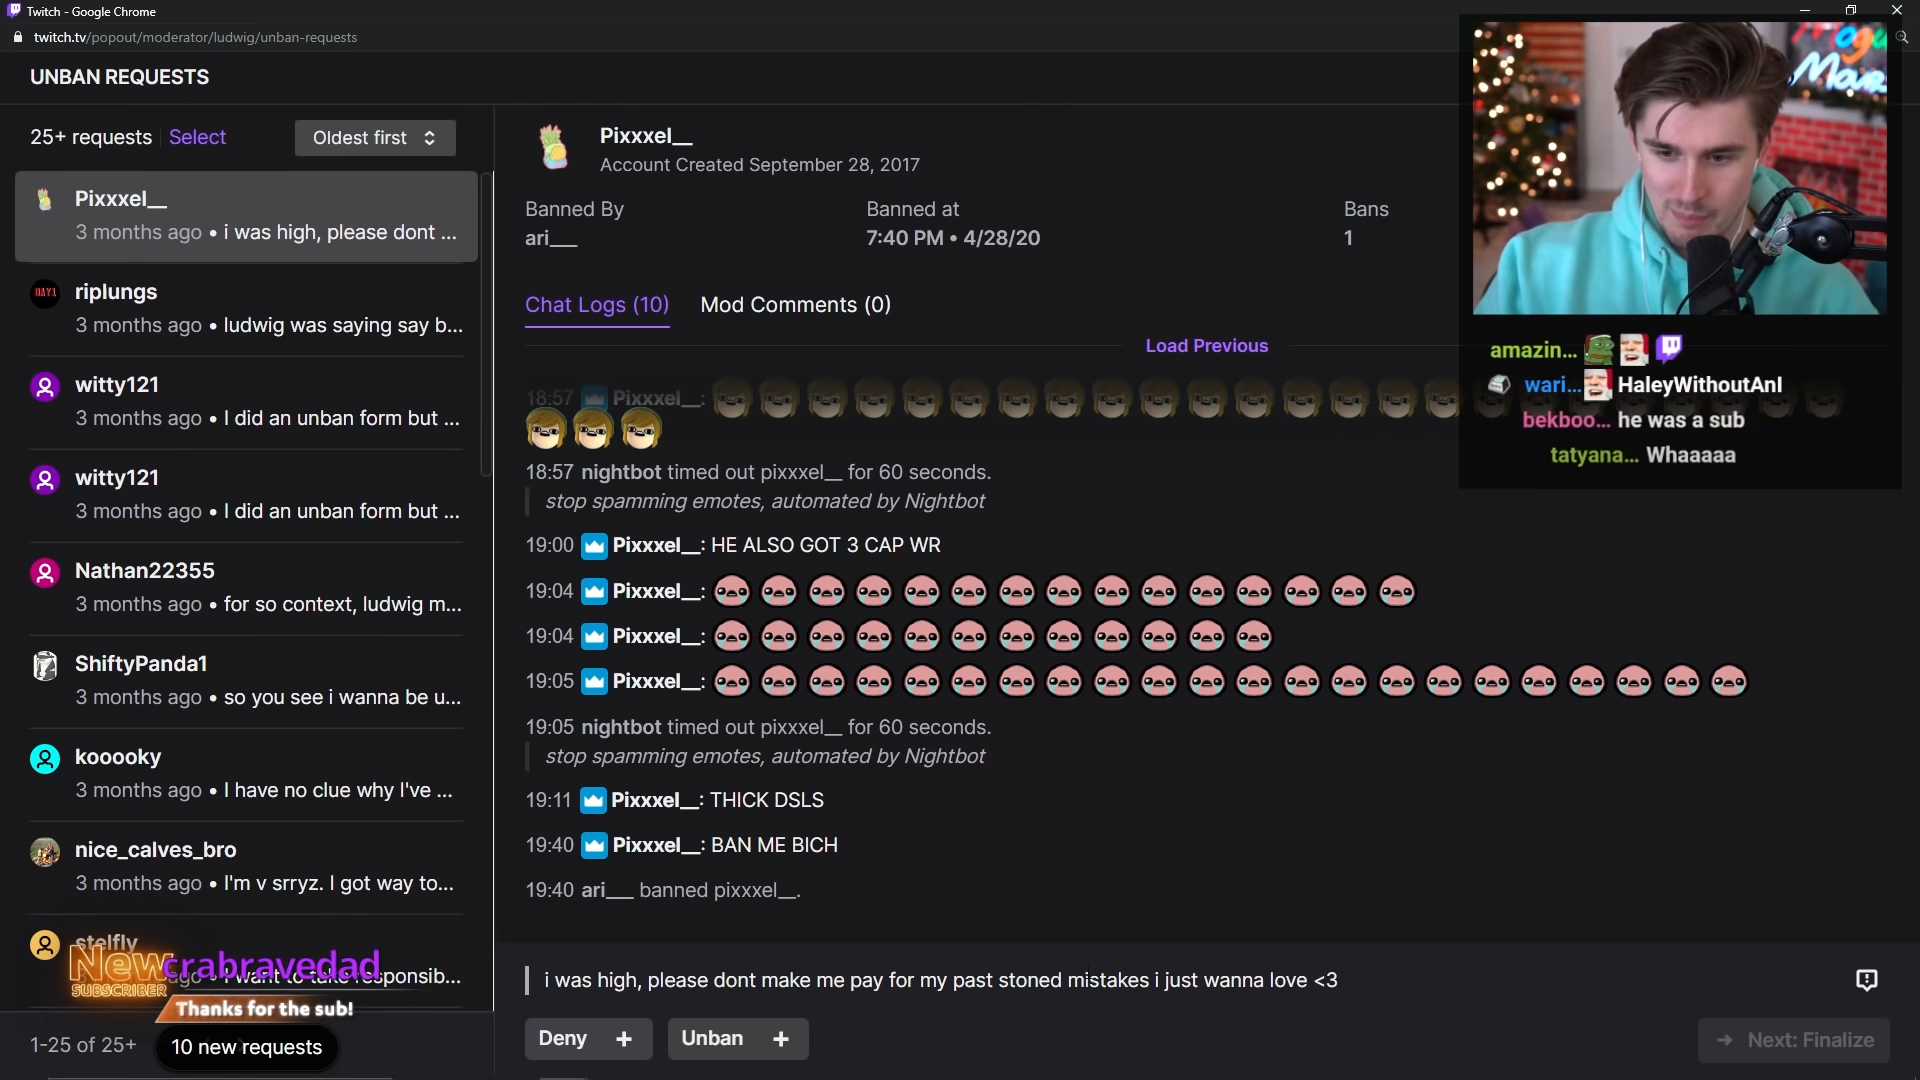 Twitch - Google Chrome
twitch.tv/popout/moderator/ludwig/unban-requests
UNBAN REQUESTS
25+ requests Select Oldest first
Pixxxel__
3 months ago • i was high, please dont ...
riplungs
3 months ago • ludwig was saying say b...
witty121
3 months ago • I did an unban form but ...
witty121
3 months ago • I did an unban form but ...
Nathan22355
3 months ago • for so context, ludwig m...
ShiftyPanda1
3 months ago • so you see i wanna be u...
kooooky
3 months ago • I have no clue why I've ...
nice_calves_bro
3 months ago • I'm v srryz. I got way to...
stelfly
ago • I want to take responsib...
New crabravedad
SUBSCRIBER
Thanks for the sub!
1-25 of 25+
10 new requests
Pixxxel__
Account Created September 28, 2017
Banned By
ari___
Banned at
7:40 PM • 4/28/20
Bans
1
Chat Logs (10) Mod Comments (0)
Load Previous
18:57 Pixxxel__:
18:57 nightbot timed out pixxxel__ for 60 seconds.
stop spamming emotes, automated by Nightbot
19:00 Pixxxel__: HE ALSO GOT 3 CAP WR
19:04 Pixxxel__:
19:04 Pixxxel__:
19:05 Pixxxel__:
19:05 nightbot timed out pixxxel__ for 60 seconds.
stop spamming emotes, automated by Nightbot
19:11 Pixxxel__: THICK DSLS
19:40 Pixxxel__: BAN ME BICH
19:40 ari___ banned pixxxel__.
i was high, please dont make me pay for my past stoned mistakes i just wanna love <3
Deny + Unban +
Next: Finalize
amazin...
wari... HaleyWithoutAnI
bekboo... he was a sub
tatyana... Whaaaaa